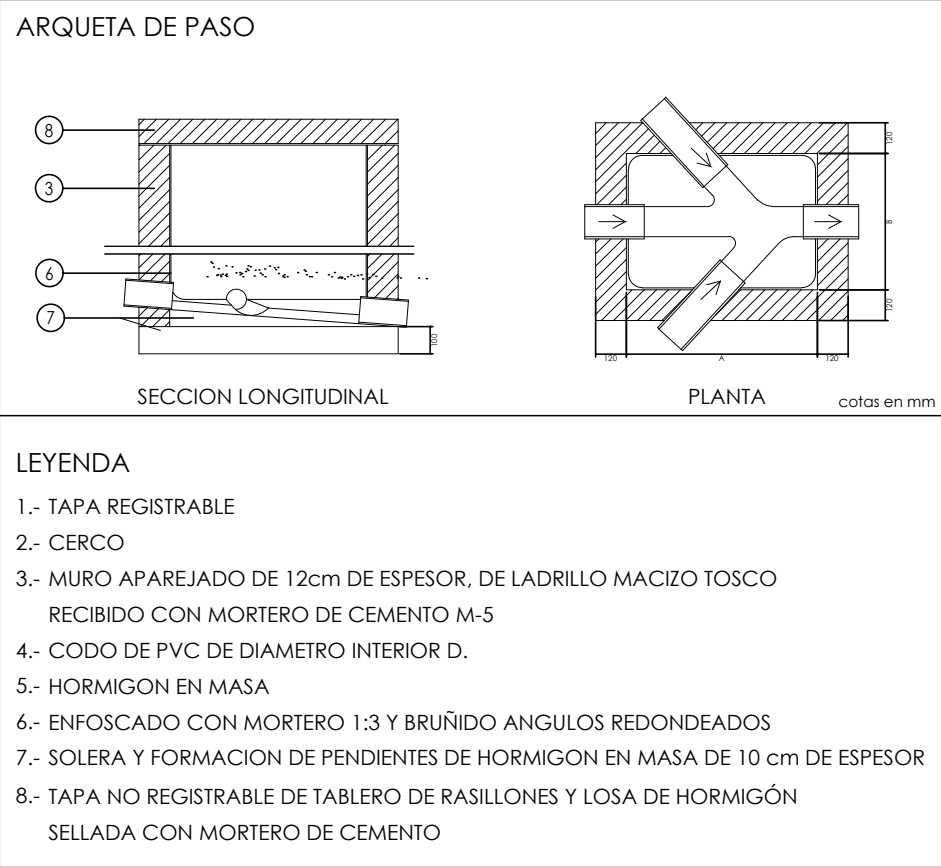 ARQUETA DE PASO
8
3
6
7
100
120
B
120
120
A
120
SECCION LONGITUDINAL
PLANTA
cotas en mm
LEYENDA
1.- TAPA REGISTRABLE
2.- CERCO
3.- MURO APAREJADO DE 12cm DE ESPESOR, DE LADRILLO MACIZO TOSCO
RECIBIDO CON MORTERO DE CEMENTO M-5
4.- CODO DE PVC DE DIAMETRO INTERIOR D.
5.- HORMIGON EN MASA
6.- ENFOSCADO CON MORTERO 1:3 Y BRUÑIDO ANGULOS REDONDEADOS
7.- SOLERA Y FORMACION DE PENDIENTES DE HORMIGON EN MASA DE 10 cm DE ESPESOR
8.- TAPA NO REGISTRABLE DE TABLERO DE RASILLONES Y LOSA DE HORMIGÓN
SELLADA CON MORTERO DE CEMENTO